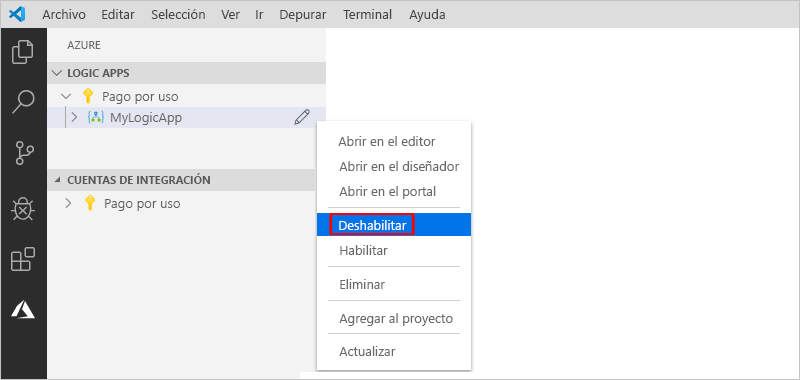 Archivo Editar Selección Ver Ir Depurar Terminal Ayuda
AZURE
LOGIC APPS
Pago por uso
MyLogicApp
CUENTAS DE INTEGRACIÓN
Pago por uso
Abrir en el editor
Abrir en el diseñador
Abrir en el portal
Deshabilitar
Habilitar
Eliminar
Agregar al proyecto
Actualizar